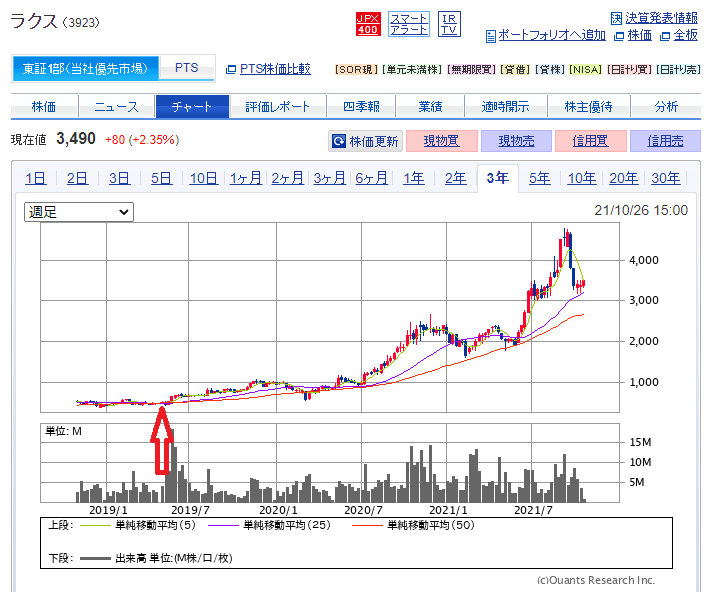 ラクス (3923)
JPX 400
スマート アラート
IR TV
決算発表情報
ポートフォリオへ追加 株価 全板
東証1部(当社優先市場) PTS PTS株価比較 [SOR現] [単元未満株] [無期限買] [貸借] [貸株] [NISA] [日計り買] [日計り売]
株価 ニュース チャート 評価レポート 四季報 業績 適時開示 株主優待 分析
現在値 3,490 +80 (+2.35%) 株価更新 現物買 現物売 信用買 信用売
1日 2日 3日 5日 10日 1ヶ月 2ヶ月 3ヶ月 6ヶ月 1年 2年 3年 5年 10年 20年 30年
週足 21/10/26 15:00
4,000
3,000
2,000
1,000
単位: M
15M
10M
5M
2019/1 2019/7 2020/1 2020/7 2021/1 2021/7
上段: 単純移動平均(5) 単純移動平均(25) 単純移動平均(50)
下段: 出来高 単位:(M株/口/枚)
(c)Quants Research Inc.